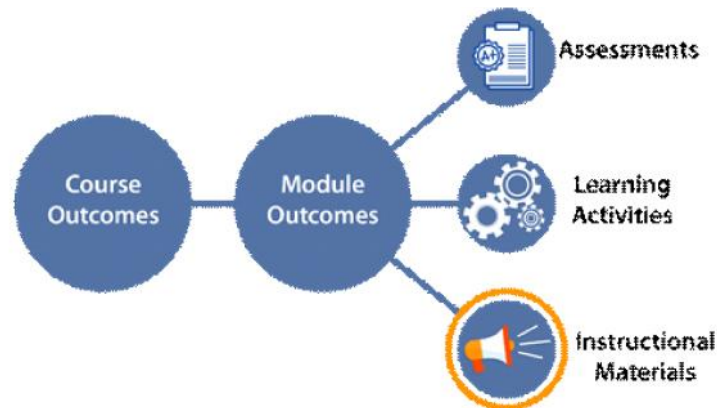 Course
Outcomes
Module
Outcomes
A+
Assessments
Learning
Activities
Instructional
Materials